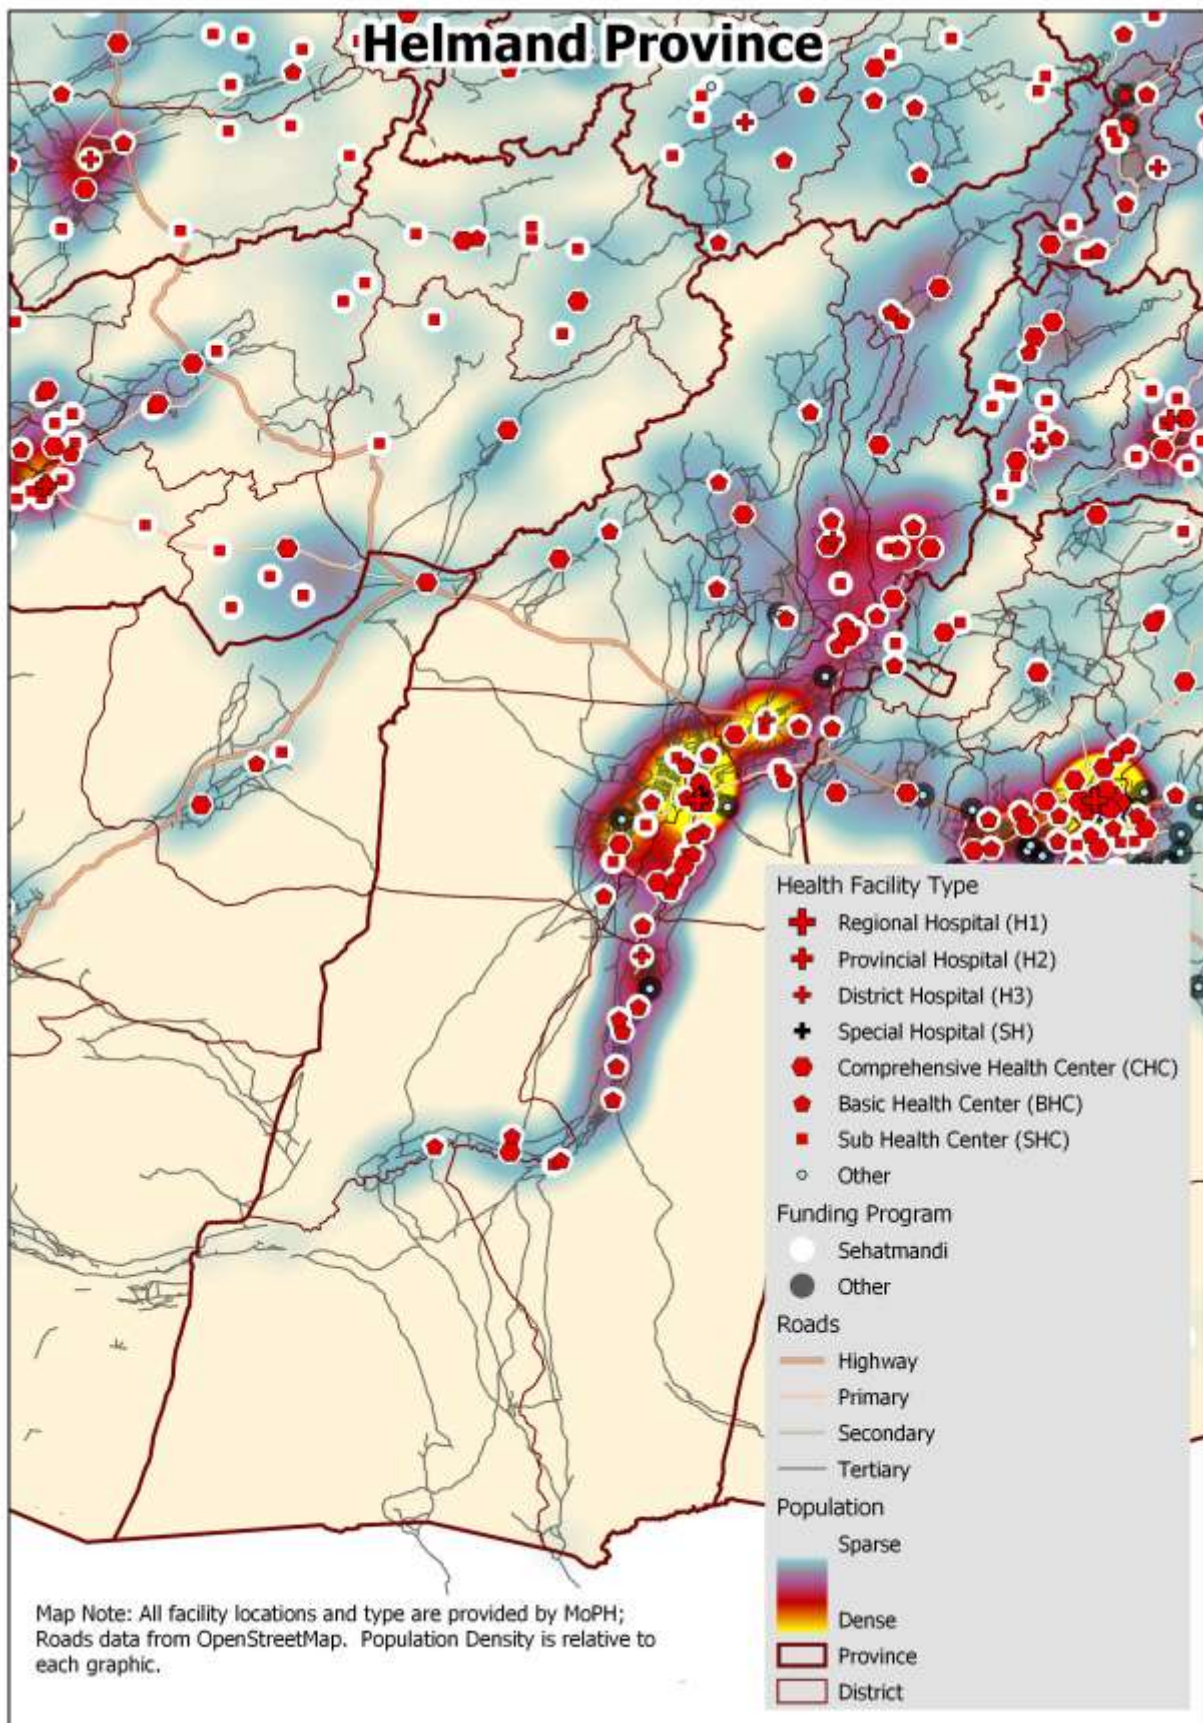 Helmand Province
Health Facility Type
Regional Hospital (H1)
Provincial Hospital (H2)
District Hospital (H3)
Special Hospital (SH)
Comprehensive Health Center (CHC)
Basic Health Center (BHC)
Sub Health Center (SHC)
Other
Funding Program
Sehatmandi
Other
Roads
Highway
Primary
Secondary
Tertiary
Population
Sparse
Dense
Province
District
Map Note: All facility locations and type are provided by MoPH;
Roads data from OpenStreetMap.  Population Density is relative to
each graphic.